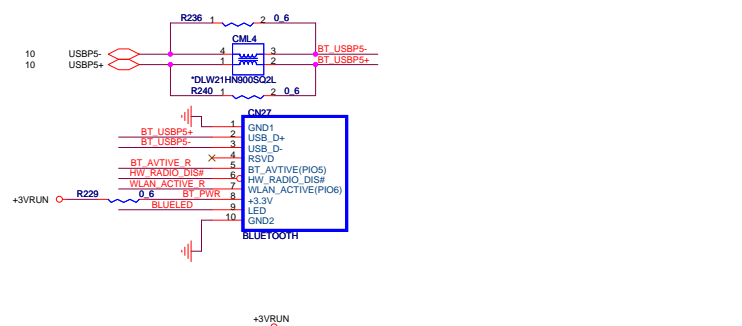 R236 1 2 0_6
CML4
10 USBP5- 4 3 BT_USBP5-
10 USBP5+ 1 2 BT_USBP5+
*DLW21HN900SQ2L
R240 1 2 0_6
CN27
1 GND1
BT_USBP5+ 2 USB_D+
BT_USBP5- 3 USB_D-
4 RSVD
BT_AVTIVE_R 5 BT_AVTIVE(PIO5)
HW_RADIO_DIS# 6 HW_RADIO_DIS#
WLAN_ACTIVE_R 7 WLAN_ACTIVE(PIO6)
+3VRUN R229 0_6 BT_PWR 8 +3.3V
BLUELED 9 LED
10 GND2
BLUETOOTH
+3VRUN